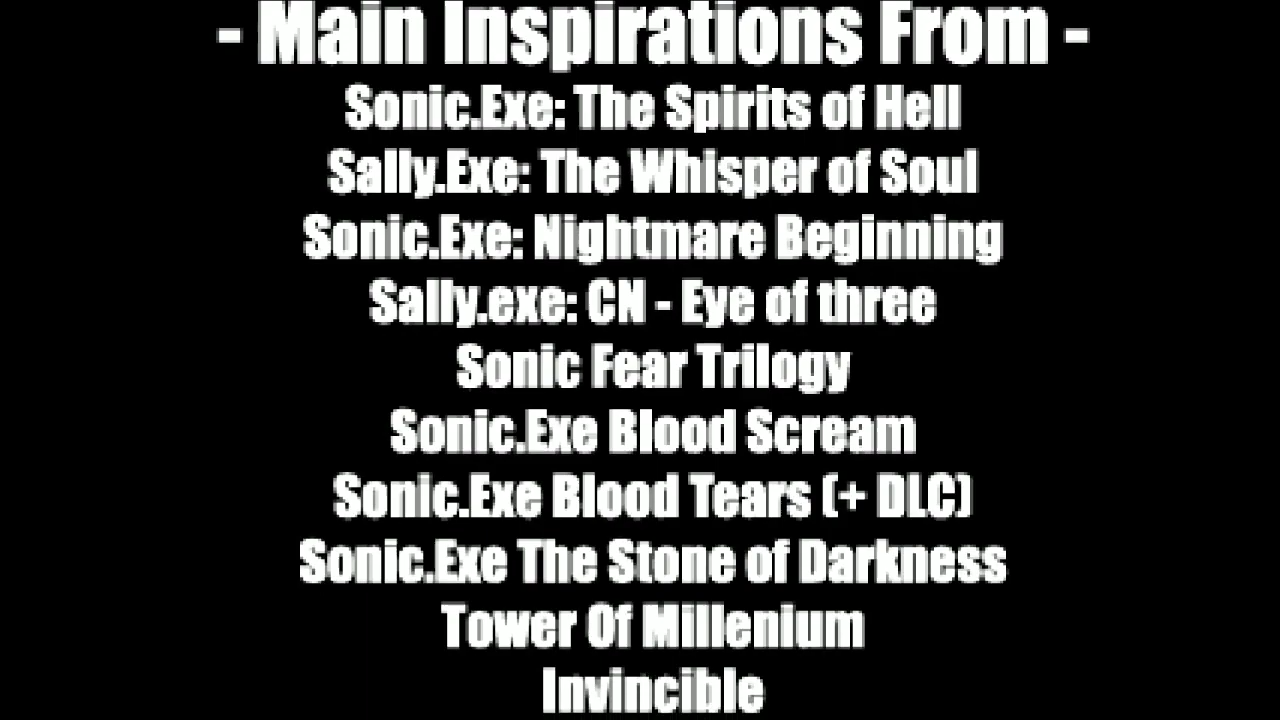 - Main Inspirations From -
Sonic.Exe: The Spirits of Hell
Sally.Exe: The Whisper of Soul
Sonic.Exe: Nightmare Beginning
Sally.exe: CN - Eye of three
Sonic Fear Trilogy
Sonic.Exe Blood Scream
Sonic.Exe Blood Tears (+ DLC)
Sonic.Exe The Stone of Darkness
Tower Of Millenium
Invincible